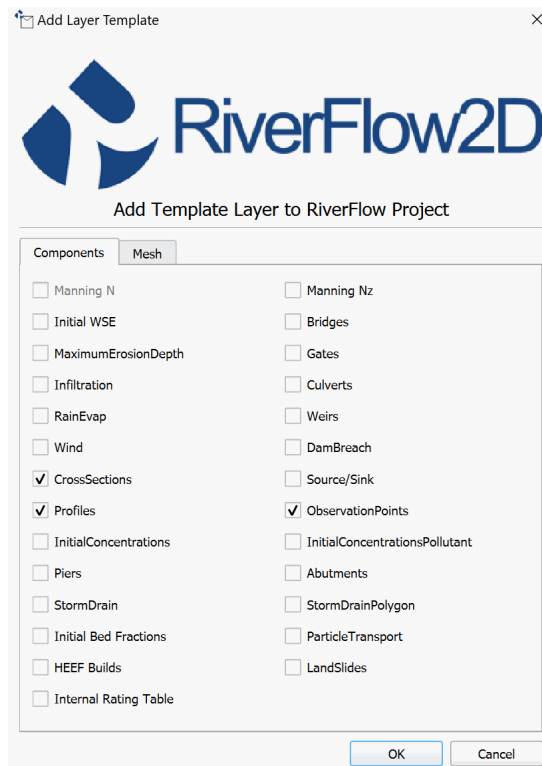 Add Layer Template
RiverFlow2D
Add Template Layer to RiverFlow Project
Components Mesh
Manning N Manning Nz
Initial WSE Bridges
MaximumErosionDepth Gates
Infiltration Culverts
RainEvap Weirs
Wind DamBreach
CrossSections Source/Sink
Profiles ObservationPoints
InitialConcentrations InitialConcentrationsPollutant
Piers Abutments
StormDrain StormDrainPolygon
Initial Bed Fractions ParticleTransport
HEEF Builds LandSlides
Internal Rating Table
OK Cancel